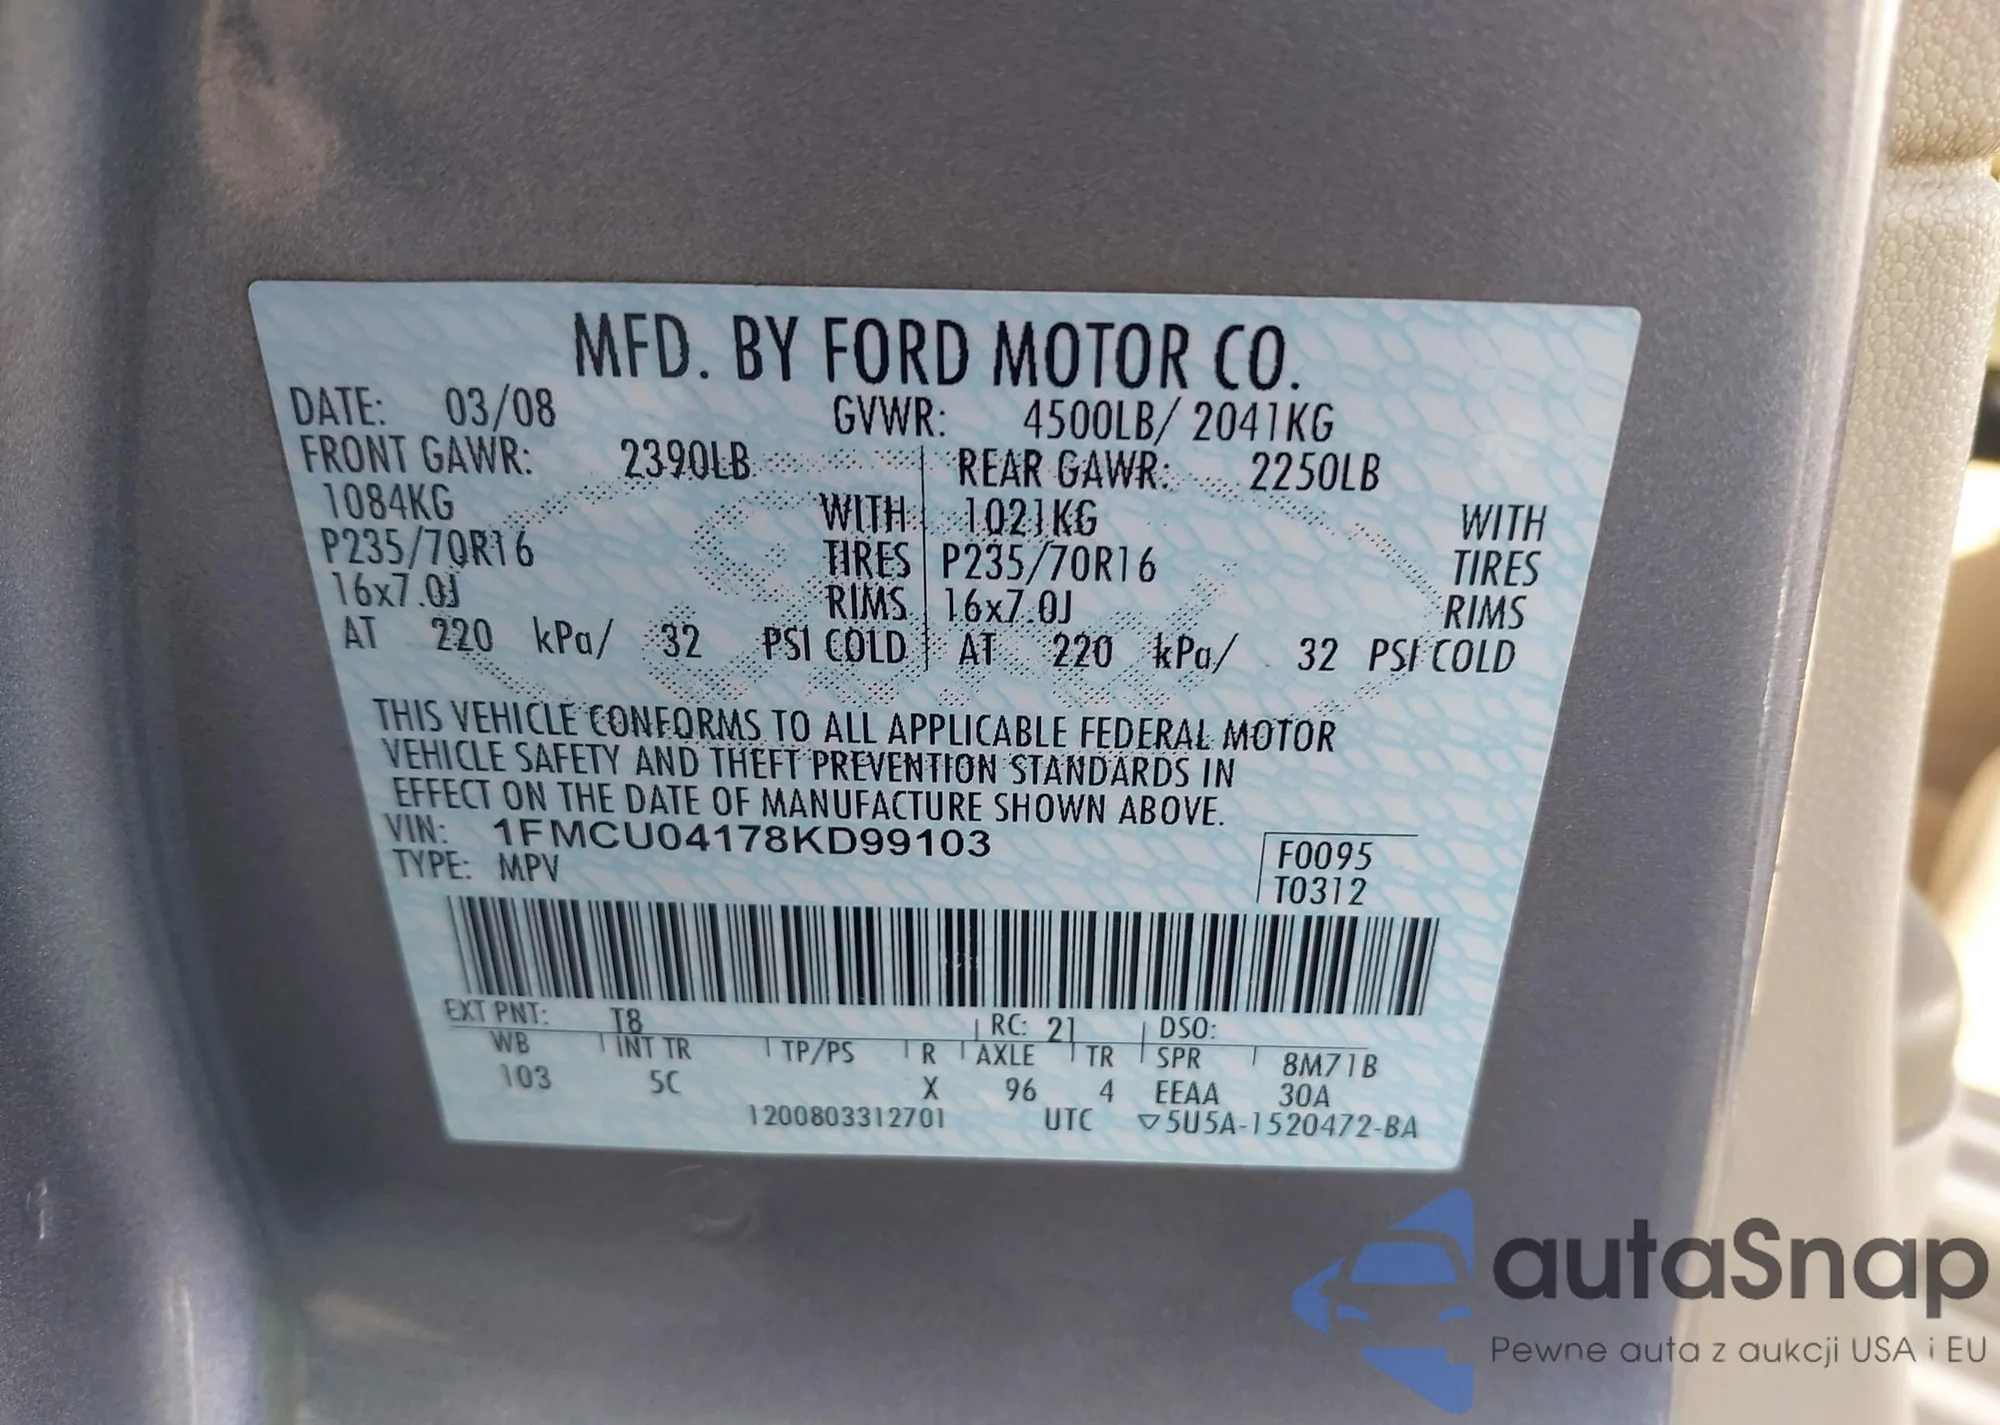 MFD. BY FORD MOTOR CO.
DATE: 03/08 GVWR: 4500LB/ 2041KG
FRONT GAWR: 2390LB REAR GAWR: 2250LB
1084KG WITH 1021KG WITH
P235/70R16 TIRES P235/70R16 TIRES
16x7.0J RIMS 16x7.0J RIMS
AT 220 kPa/ 32 PSI COLD AT 220 kPa/ 32 PSI COLD
THIS VEHICLE CONFORMS TO ALL APPLICABLE FEDERAL MOTOR
VEHICLE SAFETY AND THEFT PREVENTION STANDARDS IN
EFFECT ON THE DATE OF MANUFACTURE SHOWN ABOVE.
VIN: 1FMCU04178KD99103
TYPE: MPV
F0095
T0312
EXT PNT: T8 RC: 21 DSO:
WB INT TR TP/PS R AXLE TR SPR 8M71B
103 5C X 96 4 EEAA 30A
1200803312701 UTC ▽5U5A-1520472-BA
autaSnap
Pewne auta z aukcji USA i EU